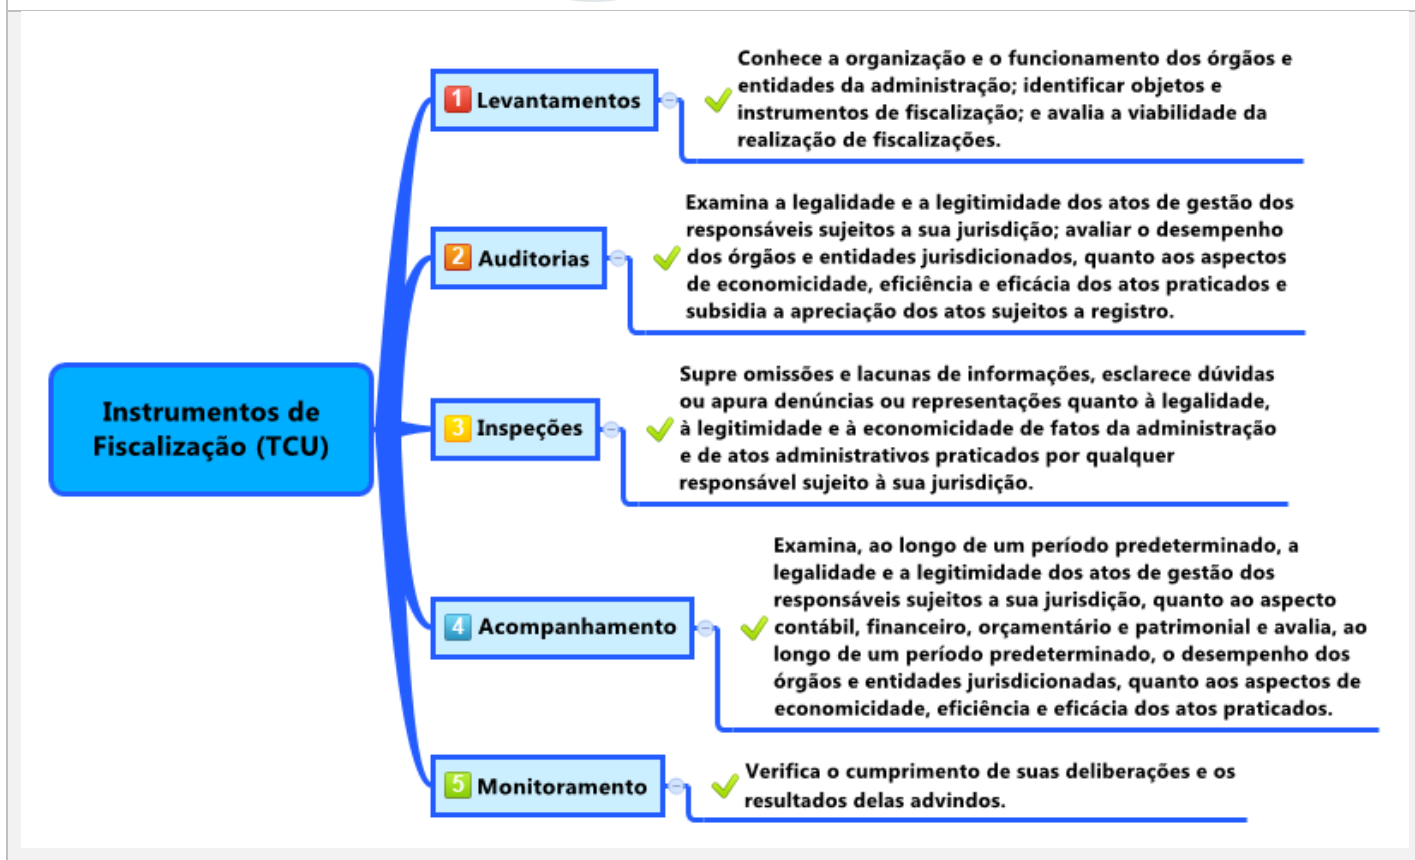 Instrumentos de
Fiscalização (TCU)
1 Levantamentos
Conhece a organização e o funcionamento dos órgãos e
entidades da administração; identificar objetos e
instrumentos de fiscalização; e avalia a viabilidade da
realização de fiscalizações.
2 Auditorias
Examina a legalidade e a legitimidade dos atos de gestão dos
responsáveis sujeitos a sua jurisdição; avaliar o desempenho
dos órgãos e entidades jurisdicionados, quanto aos aspectos
de economicidade, eficiência e eficácia dos atos praticados e
subsidia a apreciação dos atos sujeitos a registro.
3 Inspeções
Supre omissões e lacunas de informações, esclarece dúvidas
ou apura denúncias ou representações quanto à legalidade,
à legitimidade e à economicidade de fatos da administração
e de atos administrativos praticados por qualquer
responsável sujeito à sua jurisdição.
4 Acompanhamento
Examina, ao longo de um período predeterminado, a
legalidade e a legitimidade dos atos de gestão dos
responsáveis sujeitos a sua jurisdição, quanto ao aspecto
contábil, financeiro, orçamentário e patrimonial e avalia, ao
longo de um período predeterminado, o desempenho dos
órgãos e entidades jurisdicionadas, quanto aos aspectos de
economicidade, eficiência e eficácia dos atos praticados.
5 Monitoramento
Verifica o cumprimento de suas deliberações e os
resultados delas advindos.